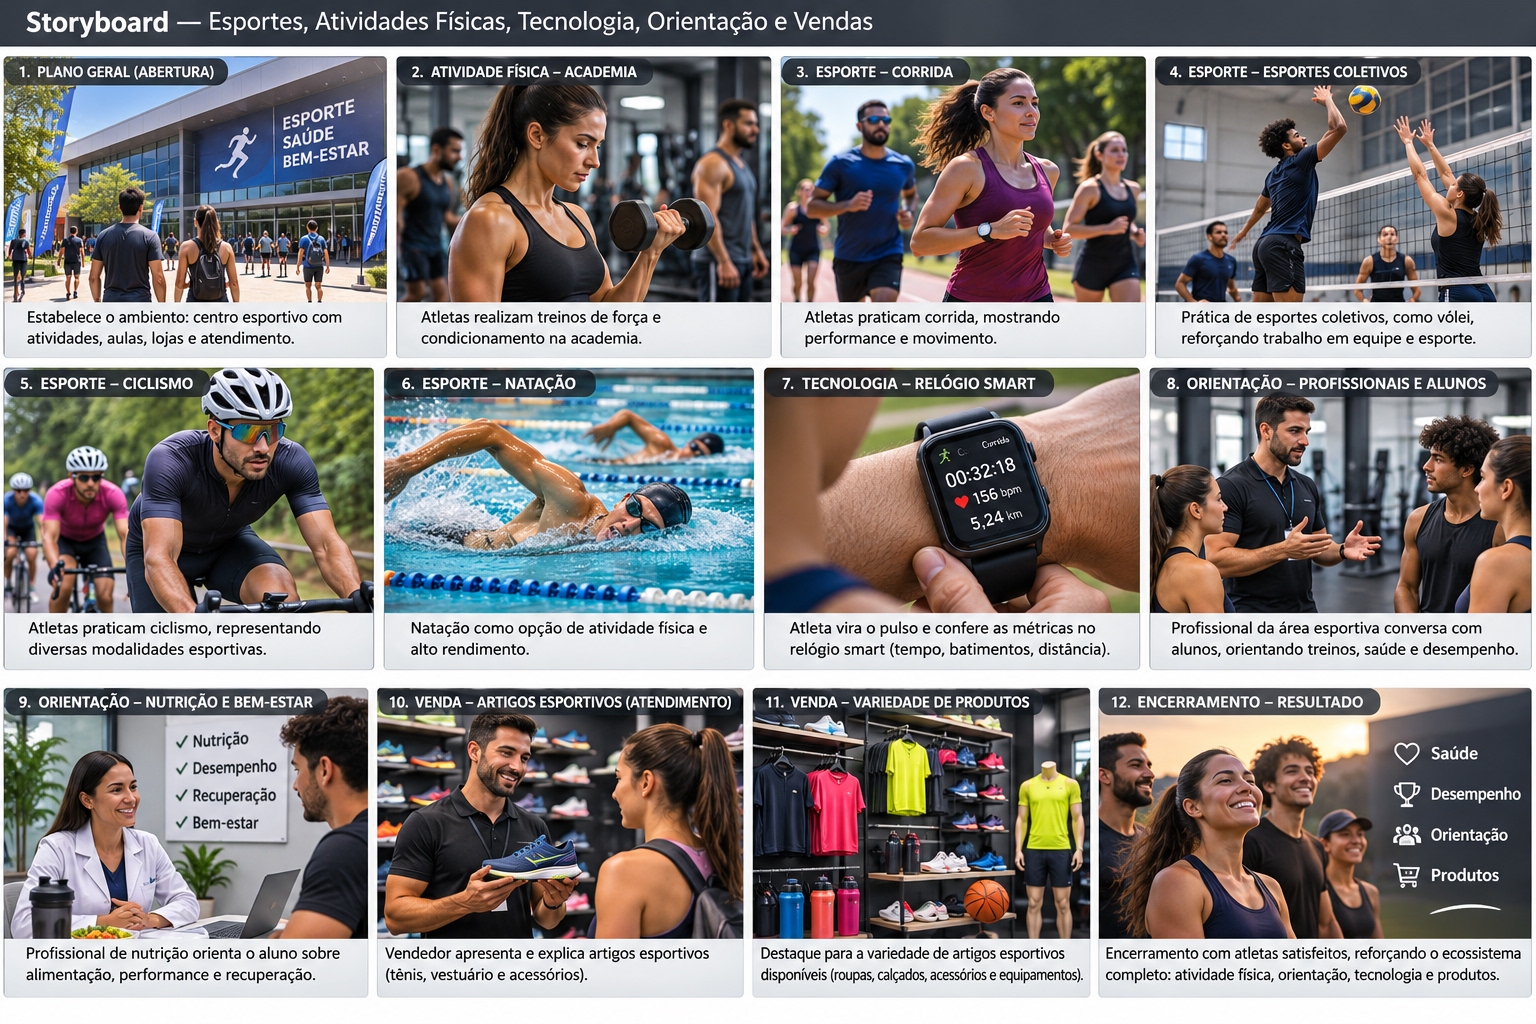 Storyboard — Esportes, Atividades Físicas, Tecnologia, Orientação e Vendas
1. PLANO GERAL (ABERTURA)
ESPORTE
SAÚDE
BEM-ESTAR
Estabelece o ambiente: centro esportivo com
atividades, aulas, lojas e atendimento.
2. ATIVIDADE FÍSICA – ACADEMIA
Atletas realizam treinos de força e
condicionamento na academia.
3. ESPORTE – CORRIDA
Atletas praticam corrida, mostrando
performance e movimento.
4. ESPORTE – ESPORTES COLETIVOS
Prática de esportes coletivos, como vólei,
reforçando trabalho em equipe e esporte.
5. ESPORTE – CICLISMO
Atletas praticam ciclismo, representando
diversas modalidades esportivas.
6. ESPORTE – NATAÇÃO
Natação como opção de atividade física e
alto rendimento.
7. TECNOLOGIA – RELÓGIO SMART
00:32:18
156 bpm
5,24 km
Atleta vira o pulso e confere as métricas no
relógio smart (tempo, batimentos, distância).
8. ORIENTAÇÃO – PROFISSIONAIS E ALUNOS
Profissional da área esportiva conversa com
alunos, orientando treinos, saúde e desempenho.
9. ORIENTAÇÃO – NUTRIÇÃO E BEM-ESTAR
✓ Nutrição
✓ Desempenho
✓ Recuperação
✓ Bem-estar
Profissional de nutrição orienta o aluno sobre
alimentação, performance e recuperação.
10. VENDA – ARTIGOS ESPORTIVOS (ATENDIMENTO)
Vendedor apresenta e explica artigos esportivos
(tênis, vestuário e acessórios).
11. VENDA – VARIEDADE DE PRODUTOS
Destaque para a variedade de artigos esportivos
disponíveis (roupas, calçados, acessórios e equipamentos).
12. ENCERRAMENTO – RESULTADO
Saúde
Desempenho
Orientação
Produtos
Encerramento com atletas satisfeitos, reforçando o ecossistema
completo: atividade física, orientação, tecnologia e produtos.